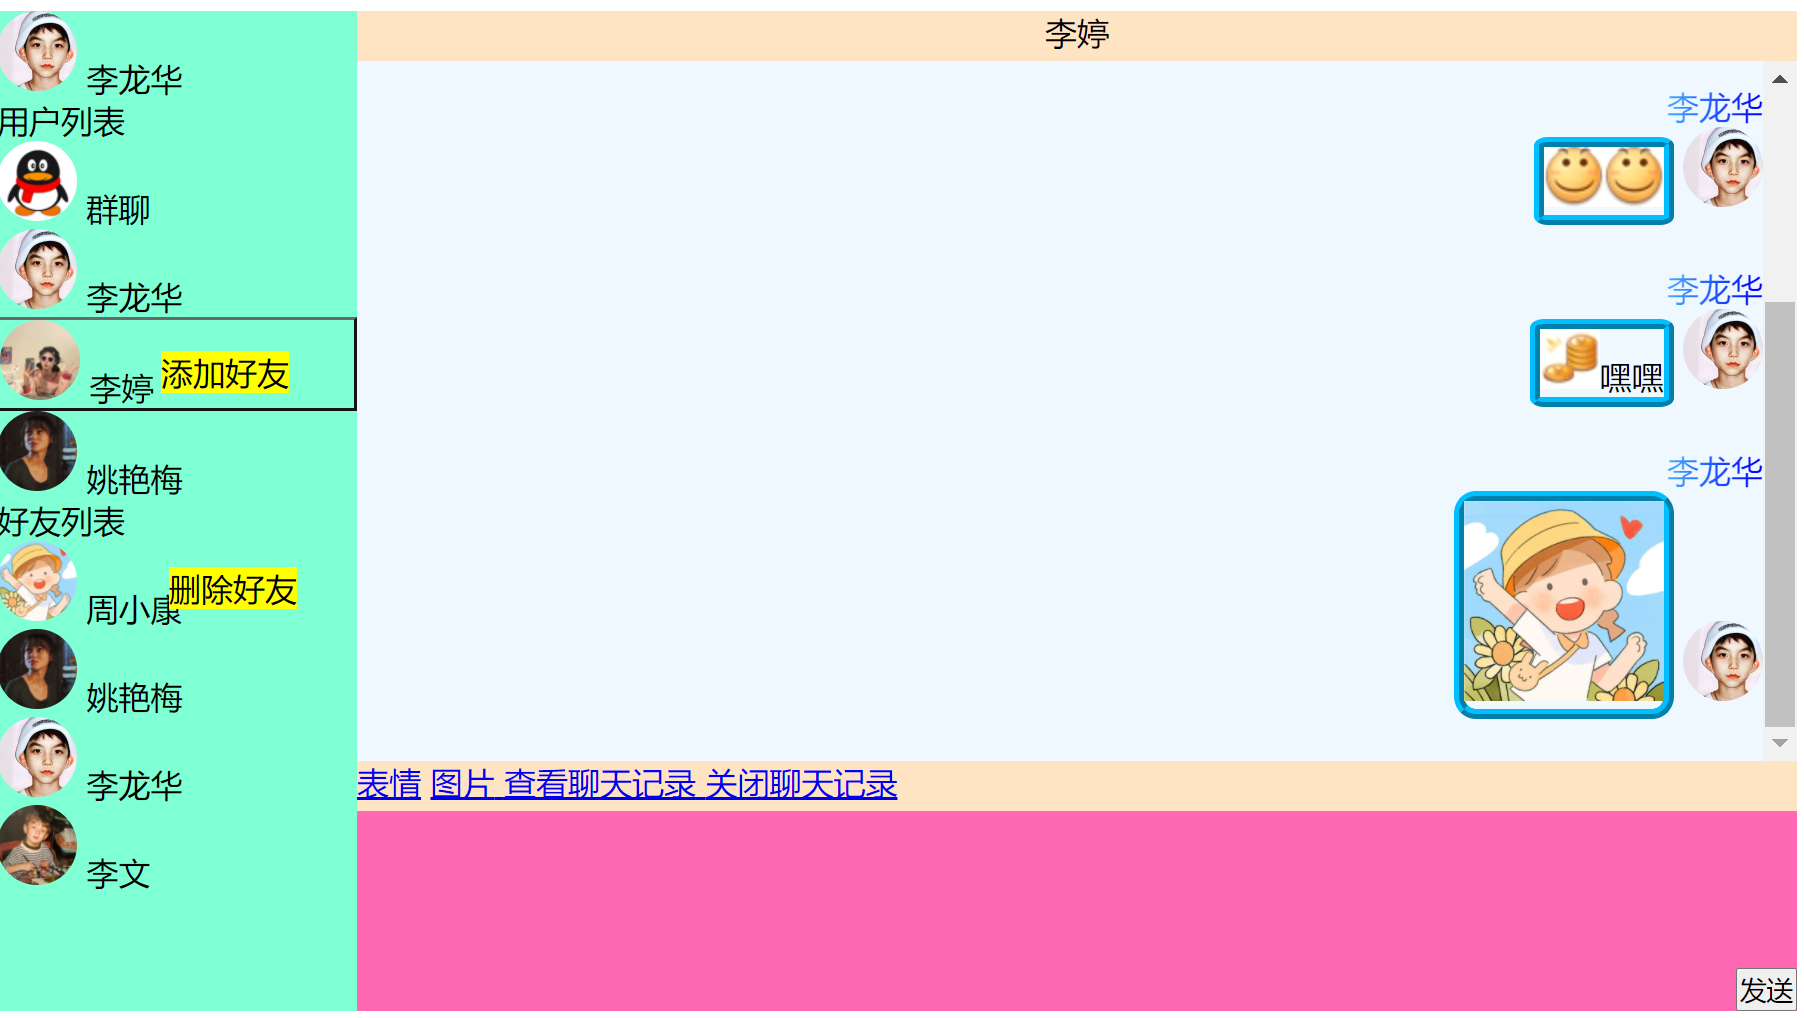 李龙华
用户列表
群聊
李龙华
李婷 添加好友
姚艳梅
好友列表
周小康 删除好友
姚艳梅
李龙华
李文
李婷
李龙华
李龙华
嘿嘿
李龙华
表情 图片 查看聊天记录 关闭聊天记录
发送